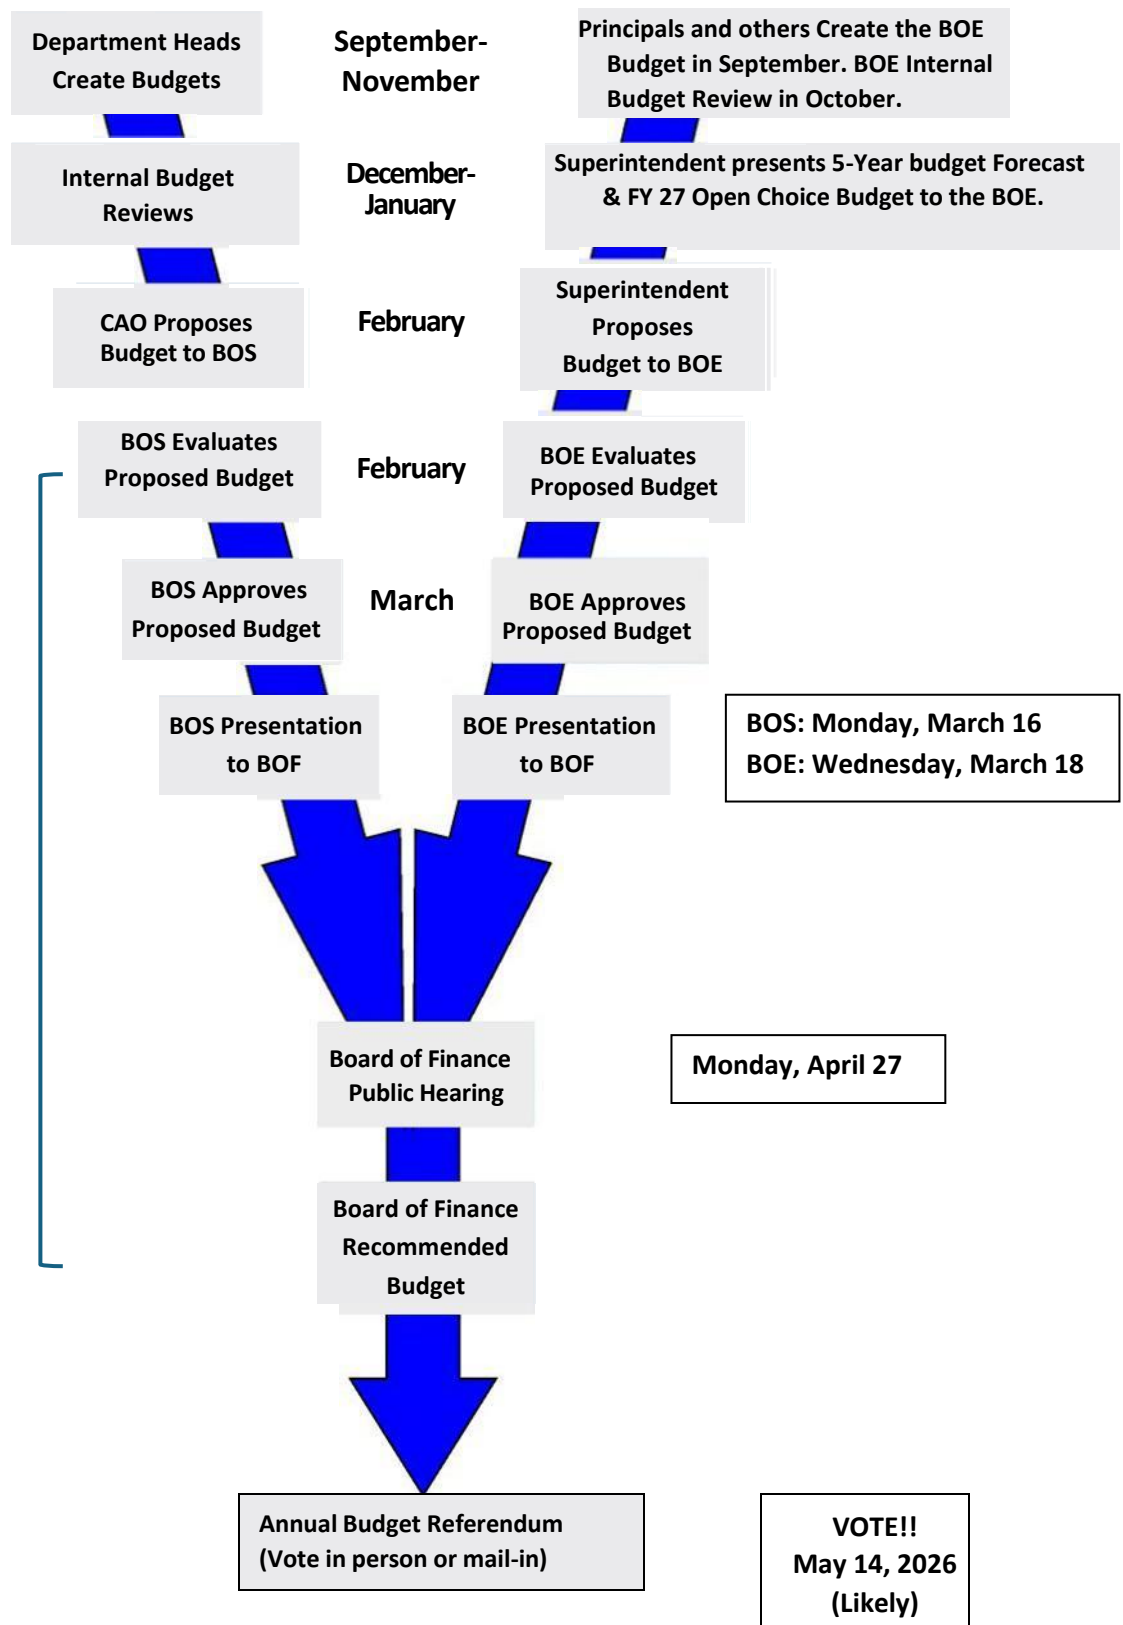 Department Heads
Create Budgets
September-
November
Principals and others Create the BOE
Budget in September. BOE Internal
Budget Review in October.
Internal Budget
Reviews
December-
January
Superintendent presents 5-Year budget Forecast
& FY 27 Open Choice Budget to the BOE.
CAO Proposes
Budget to BOS
February
Superintendent
Proposes
Budget to BOE
BOS Evaluates
Proposed Budget
February
BOE Evaluates
Proposed Budget
BOS Approves
Proposed Budget
March
BOE Approves
Proposed Budget
BOS Presentation
to BOF
BOE Presentation
to BOF
BOS: Monday, March 16
BOE: Wednesday, March 18
Board of Finance
Public Hearing
Monday, April 27
Board of Finance
Recommended
Budget
Annual Budget Referendum
(Vote in person or mail-in)
VOTE!!
May 14, 2026
(Likely)